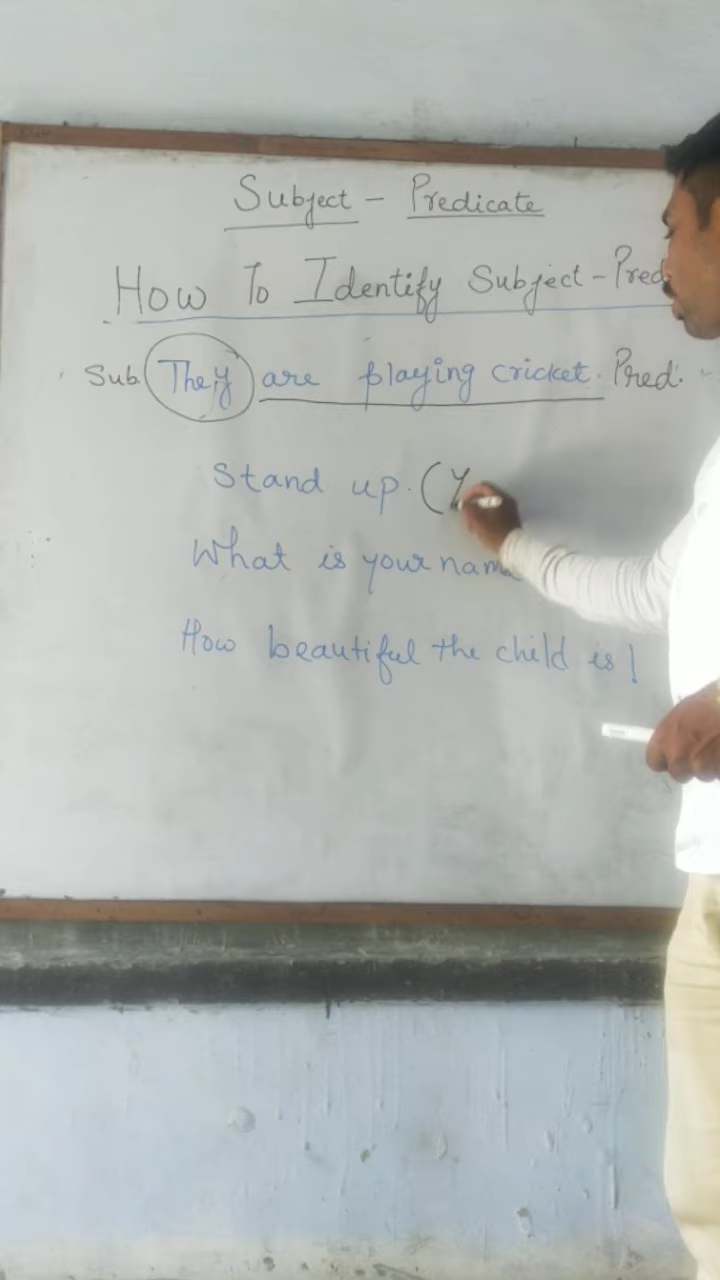 Subject - Predicate
How To Identify Subject - Pred
Sub. They are playing cricket. Pred.
Stand up. (Y
What is your name
How beautiful the child is!